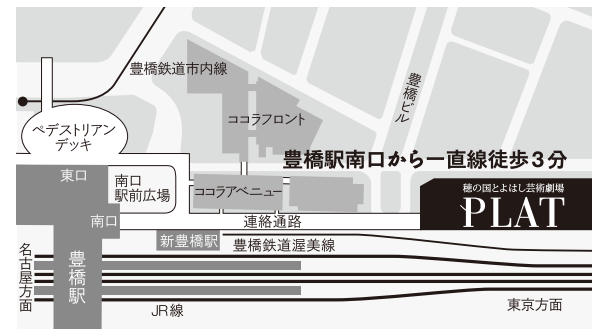 豊橋鉄道市内線
豊橋ビル
ココラフロント
ペデストリアン
デッキ
豊橋駅南口から一直線徒歩3分
東口
南口
駅前広場
ココラアベニュー
穂の国とよはし芸術劇場
PLAT
南口
連絡通路
新豊橋駅
豊橋鉄道渥美線
名古屋方面
豊橋駅
JR線
東京方面